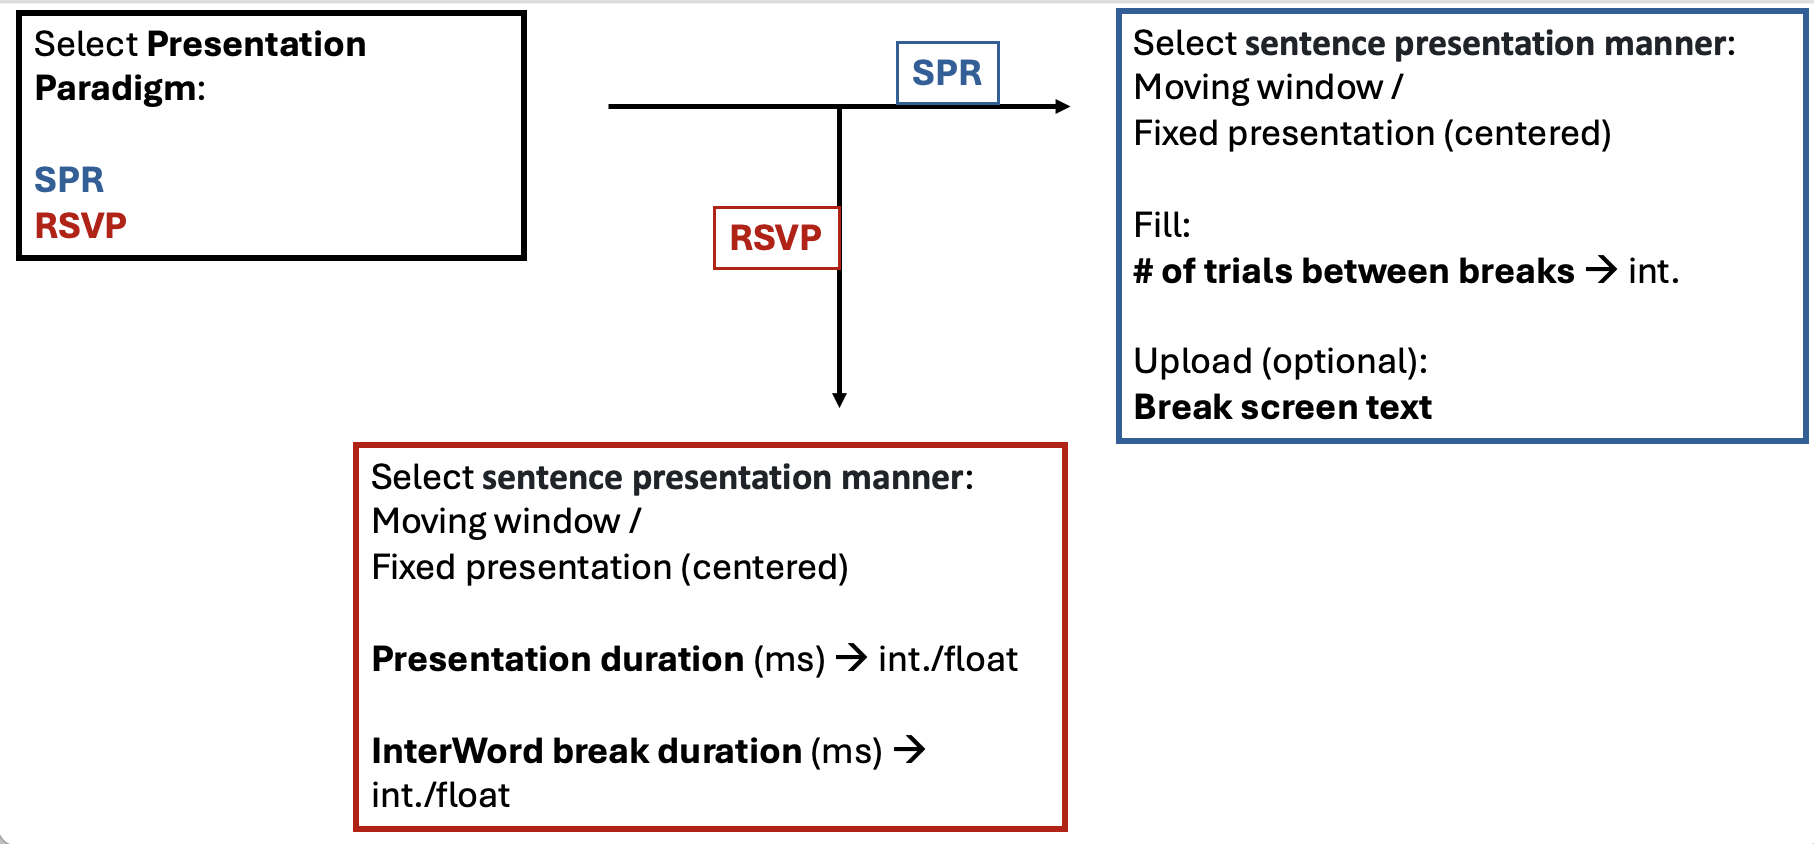 Select Presentation
Paradigm:
SPR
RSVP
SPR
RSVP
Select sentence presentation manner:
Moving window /
Fixed presentation (centered)
Fill:
# of trials between breaks → int.
Upload (optional):
Break screen text
Select sentence presentation manner:
Moving window /
Fixed presentation (centered)
Presentation duration (ms) → int./float
InterWord break duration (ms) →
int./float